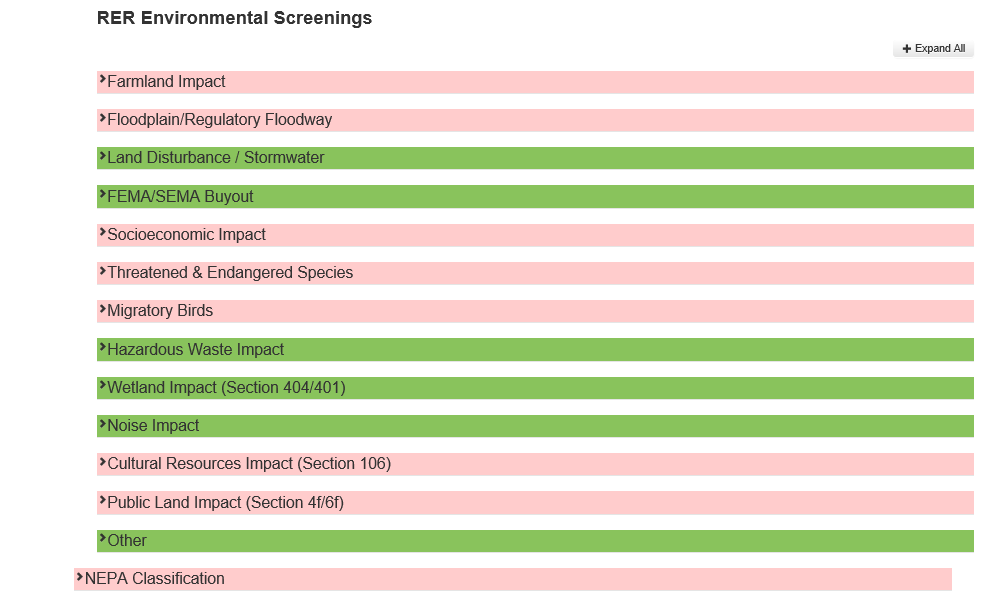 RER Environmental Screenings
Expand All
Farmland Impact
Floodplain/Regulatory Floodway
Land Disturbance / Stormwater
FEMA/SEMA Buyout
Socioeconomic Impact
Threatened & Endangered Species
Migratory Birds
Hazardous Waste Impact
Wetland Impact (Section 404/401)
Noise Impact
Cultural Resources Impact (Section 106)
Public Land Impact (Section 4f/6f)
Other
NEPA Classification